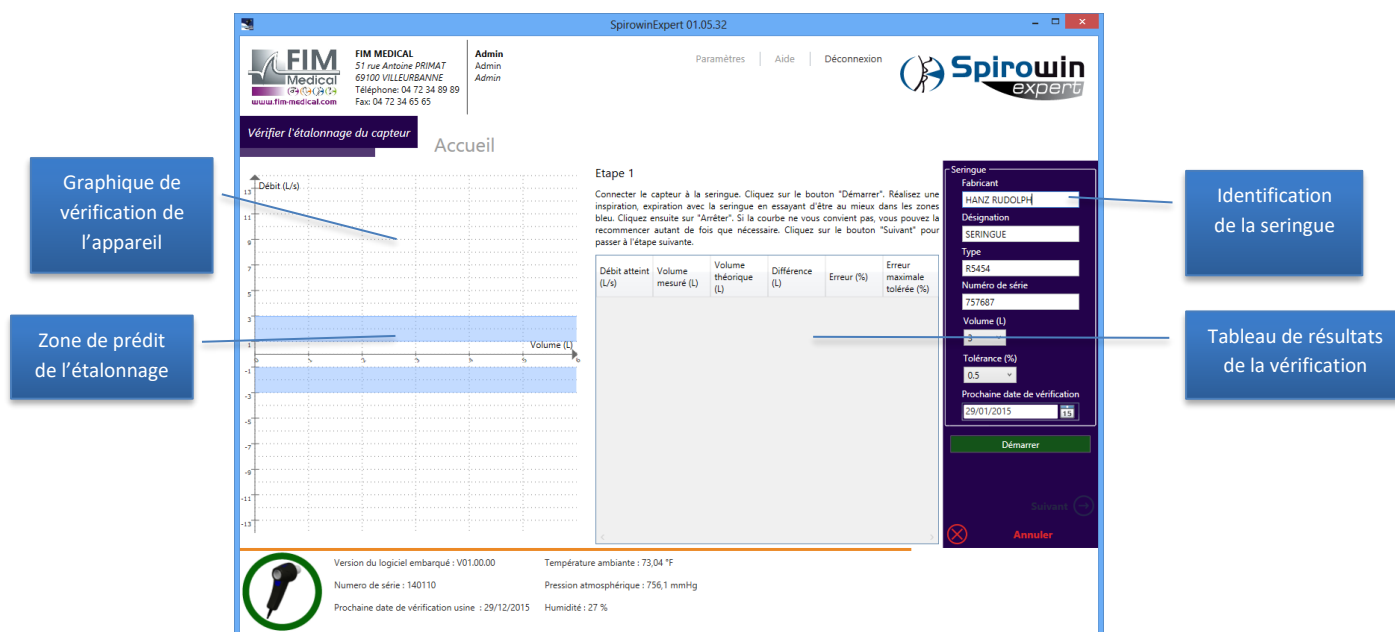 SpirowinExpert 01.05.32
FIM
Medical
www.fim-medical.com
FIM MEDICAL
51 rue Antoine PRIMAT
69100 VILLEURBANNE
Téléphone: 04 72 34 89 89
Fax: 04 72 34 65 65
Admin
Admin
Admin
Paramètres
Aide
Déconnexion
Spirowin
expert
Vérifier l'étalonnage du capteur
Accueil
Graphique de
vérification de
l'appareil
Zone de prédit
de l'étalonnage
Débit (L/s)
13
11
9
7
5
3
1
-1
-3
-5
-7
-9
-11
-13
Volume (L)
0 1 2 3 4 5 6
Etape 1
Connecter le capteur à la seringue. Cliquez sur le bouton "Démarrer". Réalisez une
inspiration, expiration avec la seringue en essayant d'être au mieux dans les zones
bleu. Cliquez ensuite sur "Arrêter". Si la courbe ne vous convient pas, vous pouvez la
recommencer autant de fois que nécessaire. Cliquez sur le bouton "Suivant" pour
passer à l'étape suivante.
Débit atteint
(L/s)
Volume
mesuré (L)
Volume
théorique
(L)
Différence
(L)
Erreur (%)
Erreur
maximale
tolérée (%)
Seringue
Fabricant
HANZ RUDOLPH
Désignation
SERINGUE
Type
R5454
Numéro de série
757687
Volume (L)
3
Tolérance (%)
0.5
Prochaine date de vérification
29/01/2015
15
Démarrer
Suivant
Annuler
Identification
de la seringue
Tableau de résultats
de la vérification
Version du logiciel embarqué : V01.00.00
Numero de série : 140110
Prochaine date de vérification usine : 29/12/2015
Température ambiante : 73,04 °F
Pression atmosphérique : 756,1 mmHg
Humidité : 27 %